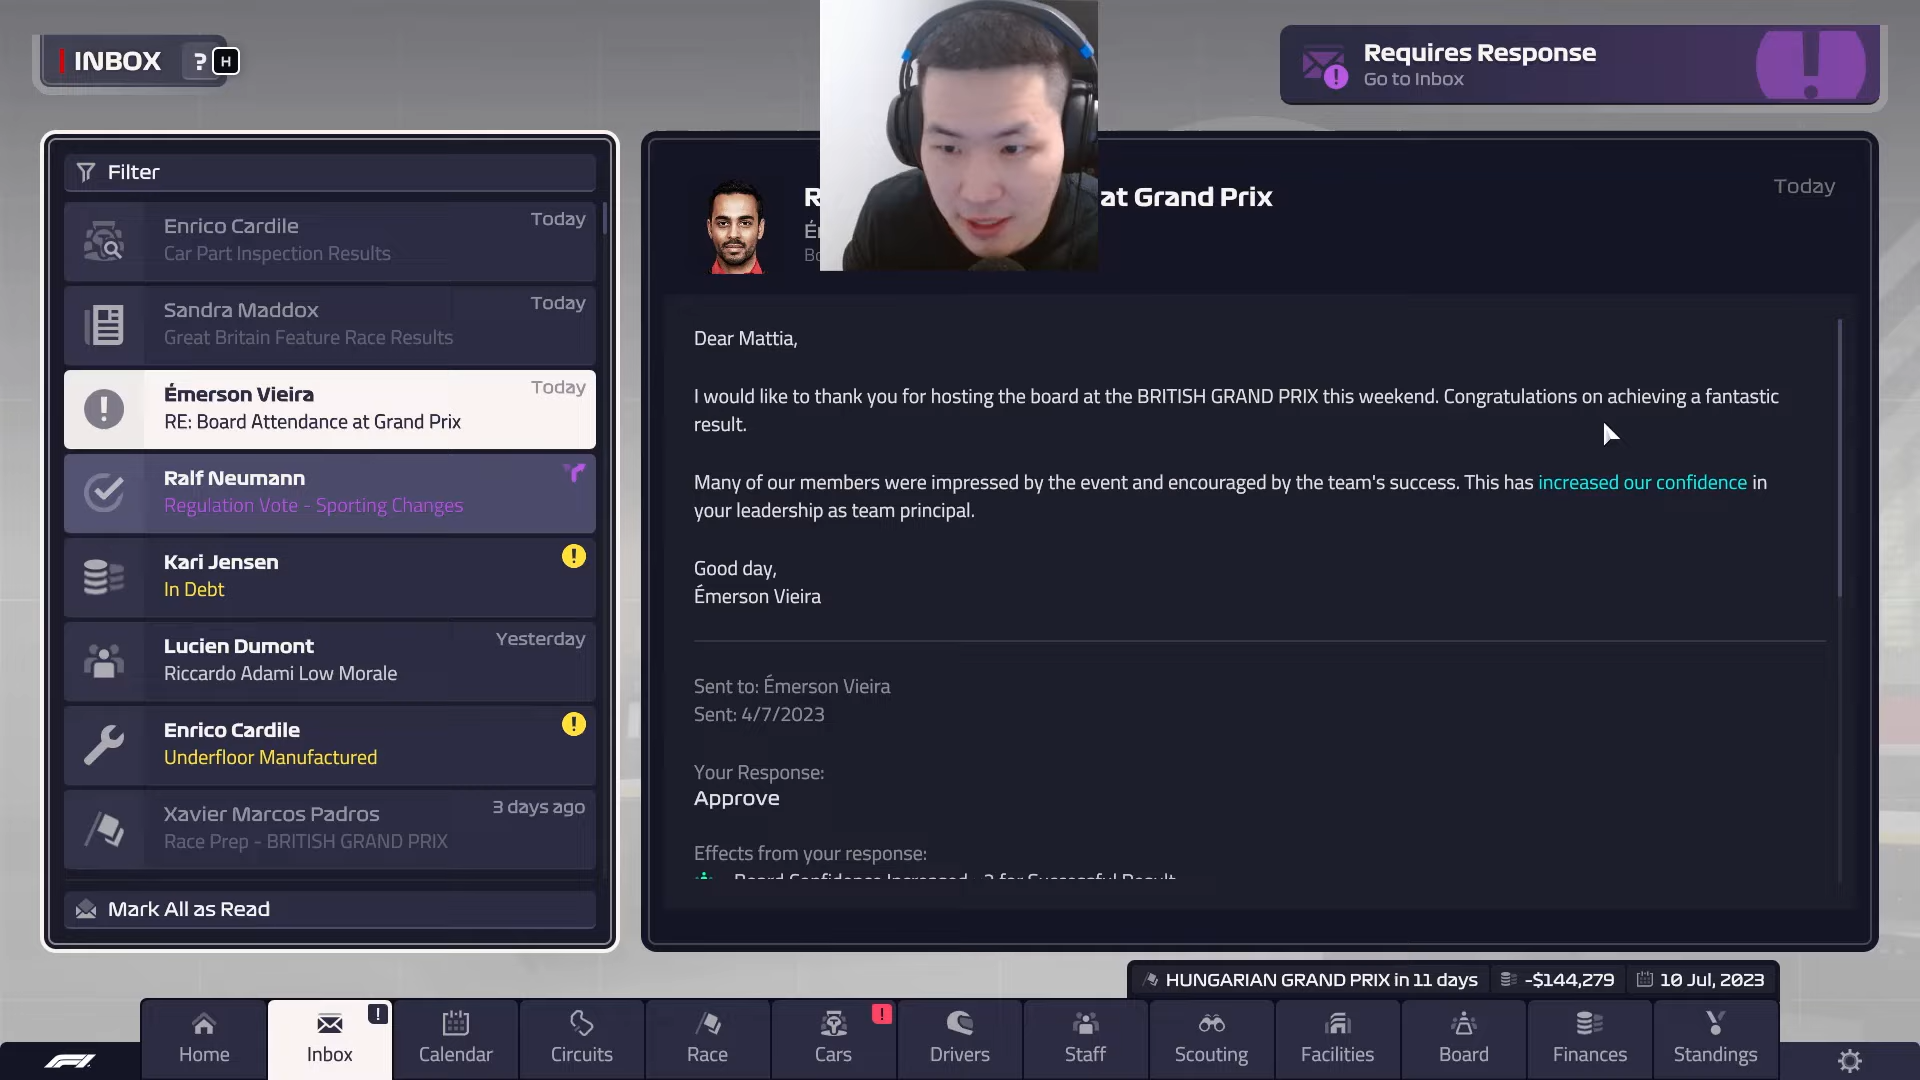 INBOX ? H
Requires Response
Go to Inbox
Filter
Enrico Cardile Today
Car Part Inspection Results
Sandra Maddox Today
Great Britain Feature Race Results
Émerson Vieira Today
RE: Board Attendance at Grand Prix
Ralf Neumann
Regulation Vote - Sporting Changes
Kari Jensen
In Debt
Lucien Dumont Yesterday
Riccardo Adami Low Morale
Enrico Cardile
Underfloor Manufactured
Xavier Marcos Padros 3 days ago
Race Prep - BRITISH GRAND PRIX
Mark All as Read
at Grand Prix
Today
Dear Mattia,
I would like to thank you for hosting the board at the BRITISH GRAND PRIX this weekend. Congratulations on achieving a fantastic
result.
Many of our members were impressed by the event and encouraged by the team's success. This has increased our confidence in
your leadership as team principal.
Good day,
Émerson Vieira
Sent to: Émerson Vieira
Sent: 4/7/2023
Your Response:
Approve
Effects from your response:
Board Confidence Increased - for Successful Result
HUNGARIAN GRAND PRIX in 11 days -$144,279 10 Jul, 2023
Home Inbox Calendar Circuits Race Cars Drivers Staff Scouting Facilities Board Finances Standings